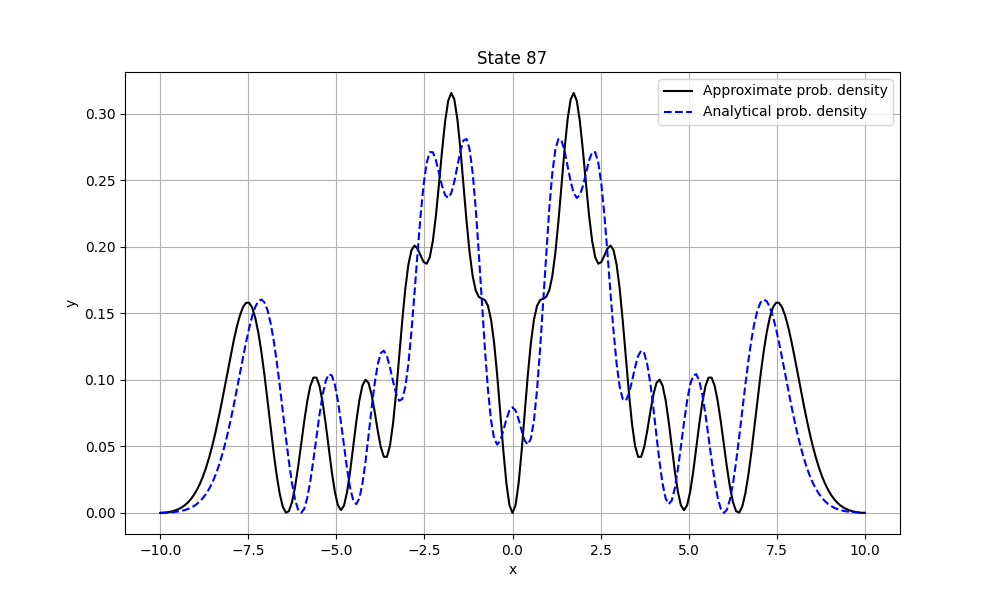 State 87
Approximate prob. density
Analytical prob. density
0.30
0.25
0.20
0.15
0.10
0.05
0.00
y
−10.0 −7.5 −5.0 −2.5 0.0 2.5 5.0 7.5 10.0
x